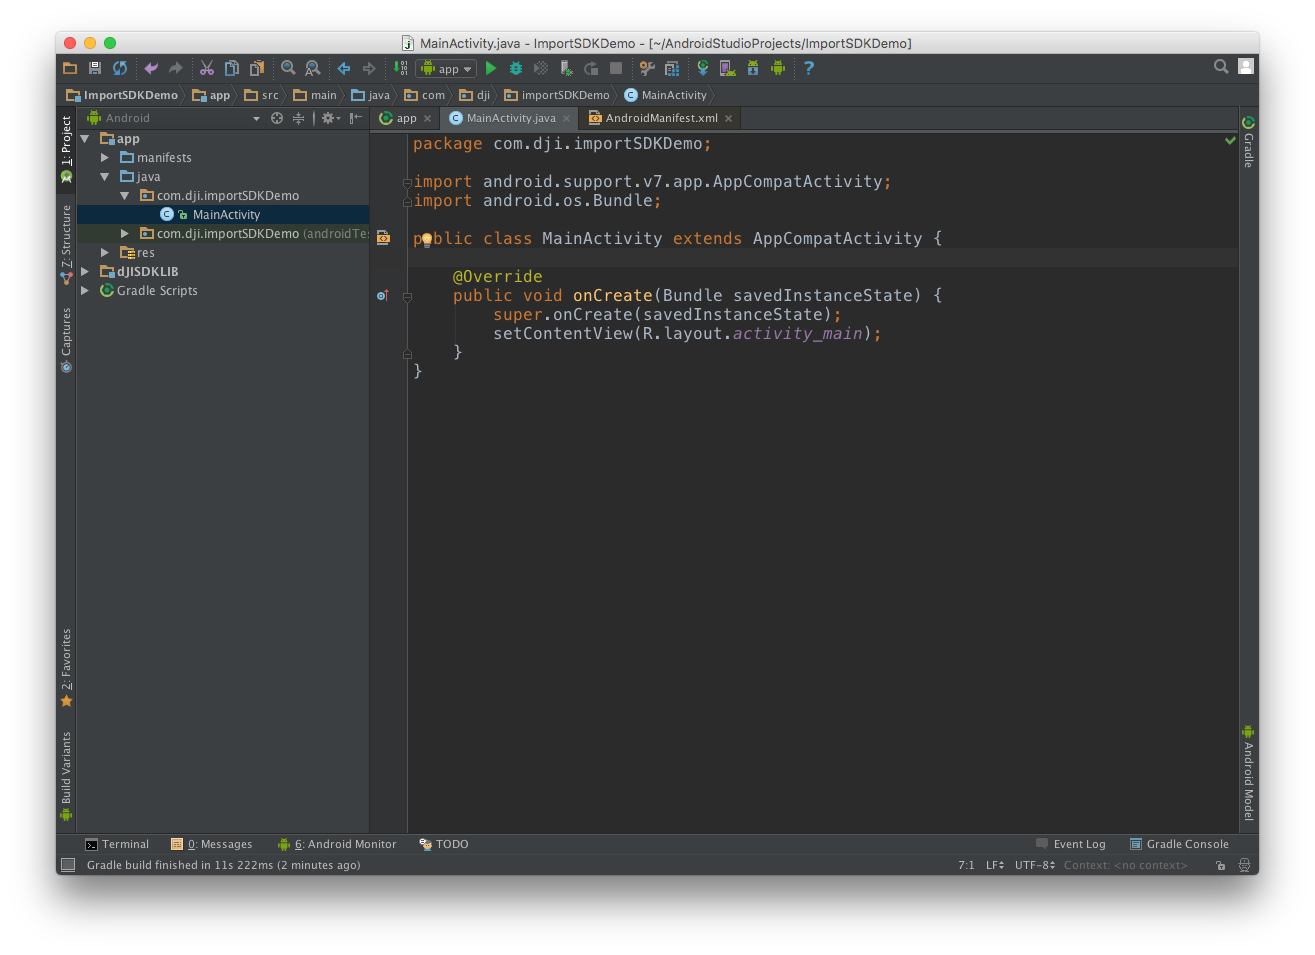 MainActivity.java - ImportSDKDemo - [~/AndroidStudioProjects/ImportSDKDemo]
app
ImportSDKDemo app src main java com dji importSDKDemo MainActivity
Android
app MainActivity.java AndroidManifest.xml
1: Project
Z: Structure
Captures
2: Favorites
Build Variants
app
manifests
java
com.dji.importSDKDemo
MainActivity
com.dji.importSDKDemo (androidTe
res
dJISDKLIB
Gradle Scripts
package com.dji.importSDKDemo;
import android.support.v7.app.AppCompatActivity;
import android.os.Bundle;
public class MainActivity extends AppCompatActivity {
@Override
public void onCreate(Bundle savedInstanceState) {
super.onCreate(savedInstanceState);
setContentView(R.layout.activity_main);
}
}
Gradle
Android Model
Terminal 0: Messages 6: Android Monitor TODO Event Log Gradle Console
Gradle build finished in 11s 222ms (2 minutes ago) 7:1 LF UTF-8 Context: <no context>